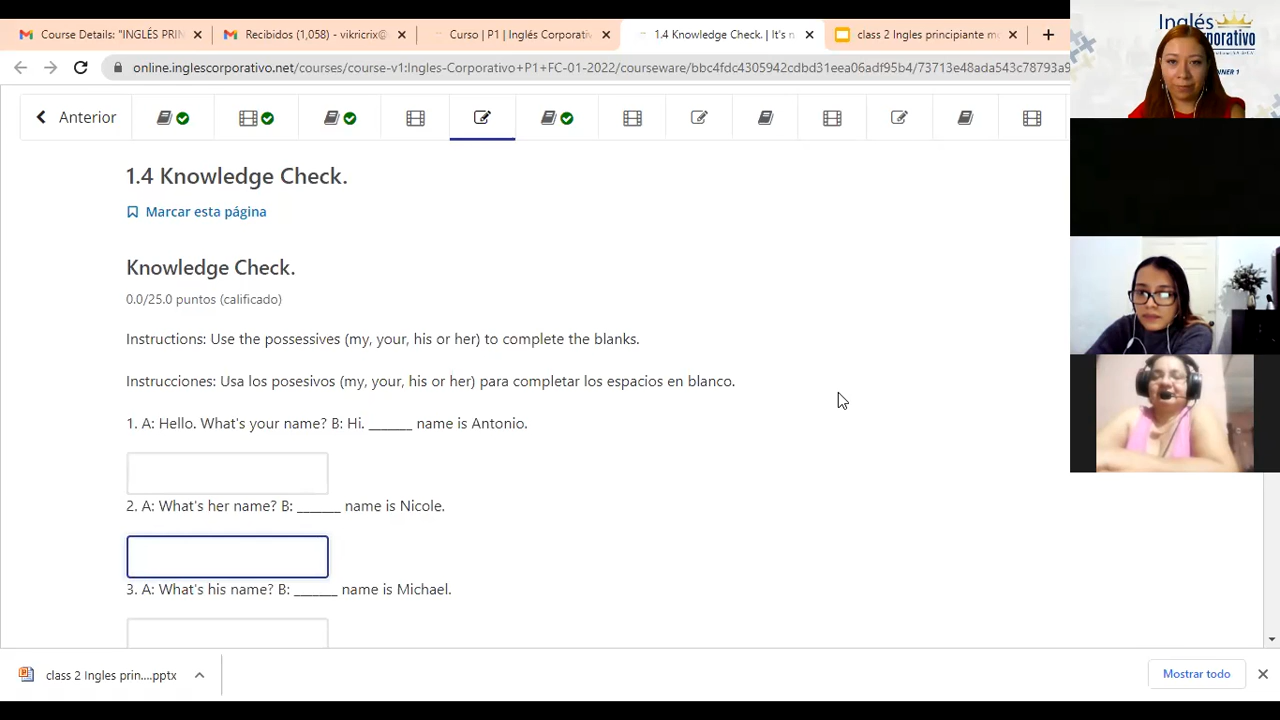 Course Details: "INGLÉS PRIN
Recibidos (1,058) - vikricrix@
Curso | P1 | Inglés Corporativ
1.4 Knowledge Check. | It's n
class 2 Ingles principiante mo
online.inglescorporativo.net/courses/course-v1:Ingles-Corporativo+P1+FC-01-2022/courseware/bbc4fdc4305942cdbd31eea06adf95b4/73713e48ada543c78793a9
Inglés
Corporativo
Anterior
1.4 Knowledge Check.
Marcar esta página
Knowledge Check.
0.0/25.0 puntos (calificado)
Instructions: Use the possessives (my, your, his or her) to complete the blanks.
Instrucciones: Usa los posesivos (my, your, his or her) para completar los espacios en blanco.
1. A: Hello. What's your name? B: Hi. ______ name is Antonio.
2. A: What's her name? B: ______ name is Nicole.
3. A: What's his name? B: ______ name is Michael.
class 2 Ingles prin....pptx
Mostrar todo